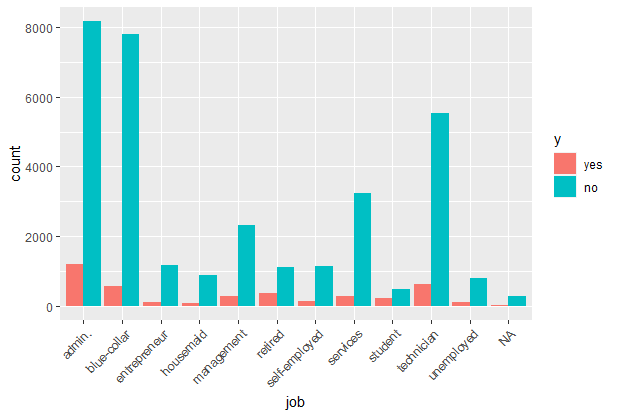 8000
6000
4000
2000
0
count
admin.
blue-collar
entrepreneur
housemaid
management
retired
self-employed
services
student
technician
unemployed
NA
job
y
yes
no